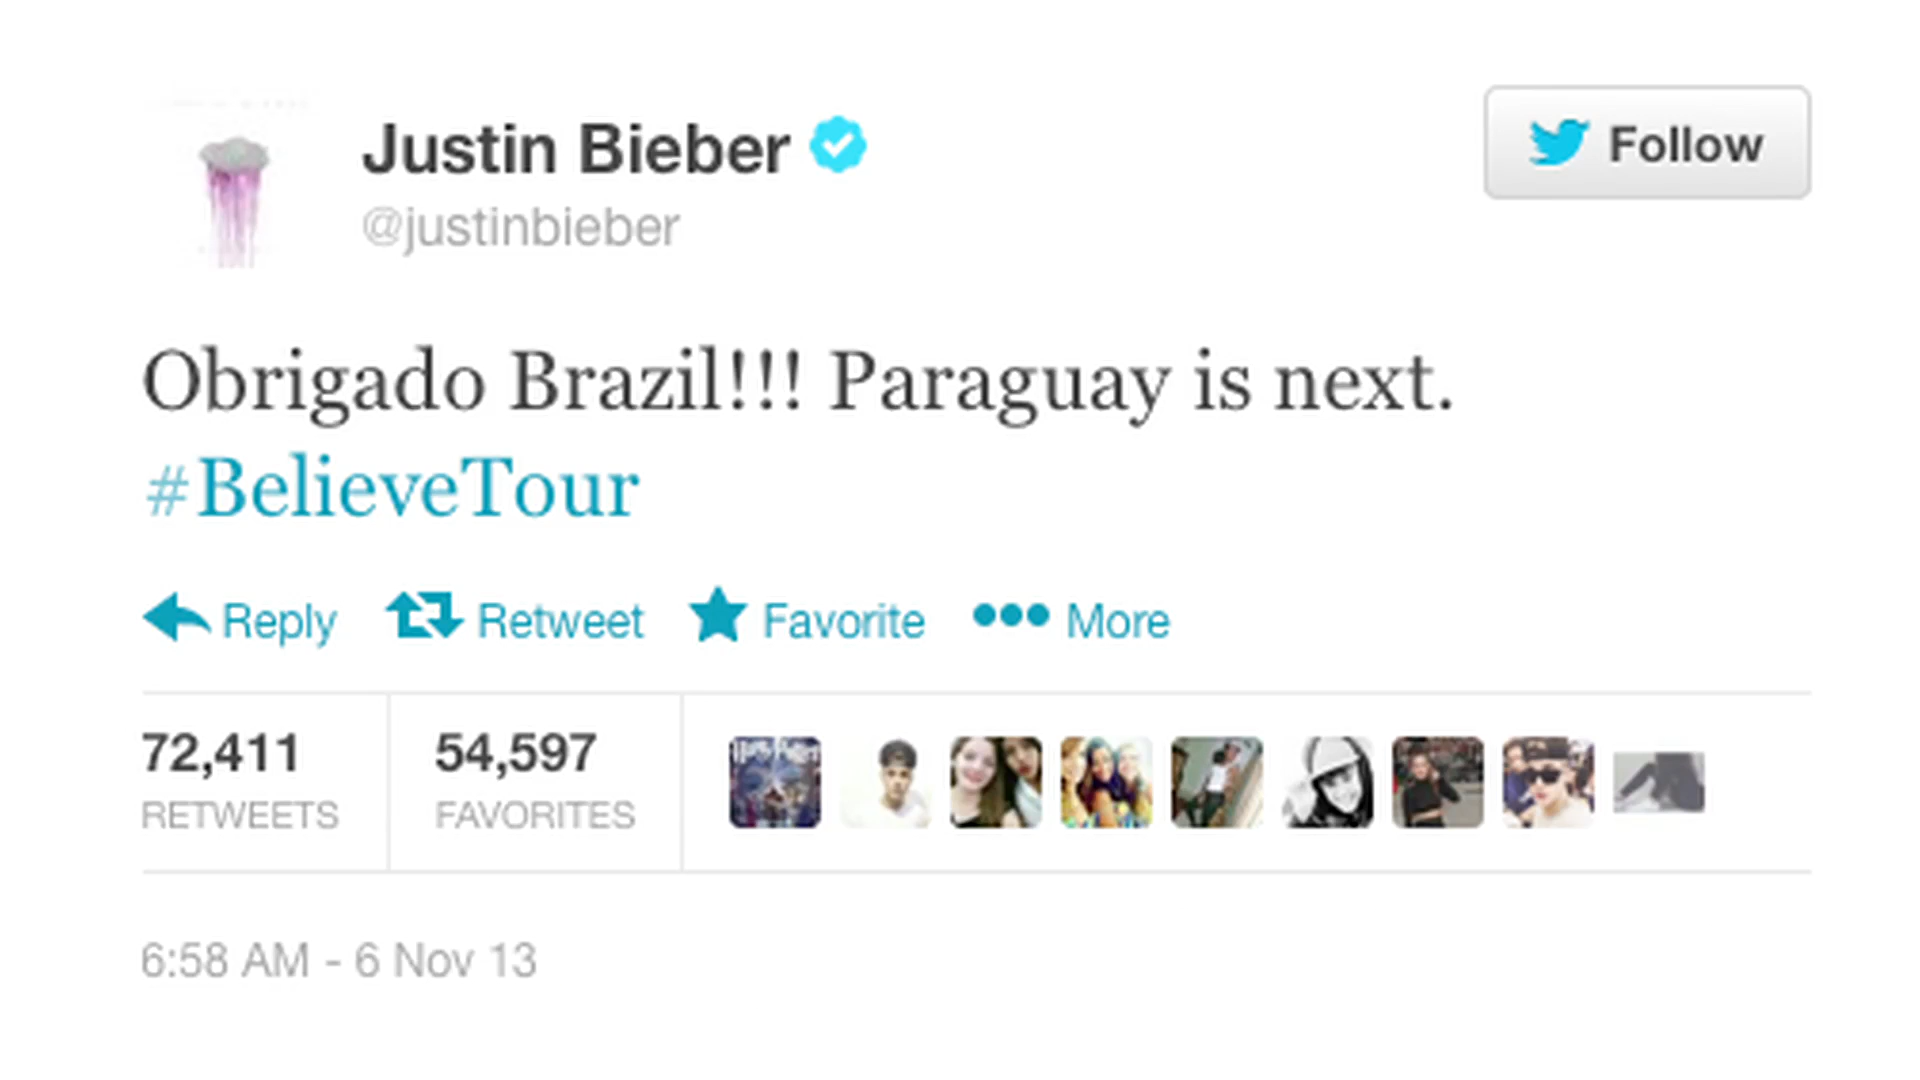 Justin Bieber
@justinbieber
Follow
Obrigado Brazil!!! Paraguay is next.
#BelieveTour
Reply Retweet Favorite More
72,411 54,597
RETWEETS FAVORITES
6:58 AM - 6 Nov 13